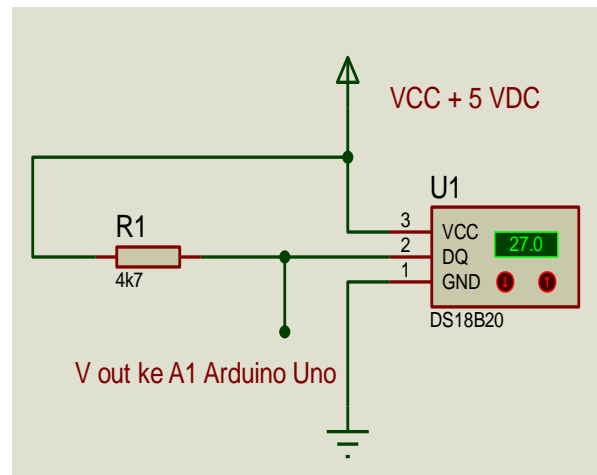 VCC + 5 VDC
U1
R1
3
VCC
27.0
2
DQ
1
GND
4k7
DS18B20
V out ke A1 Arduino Uno